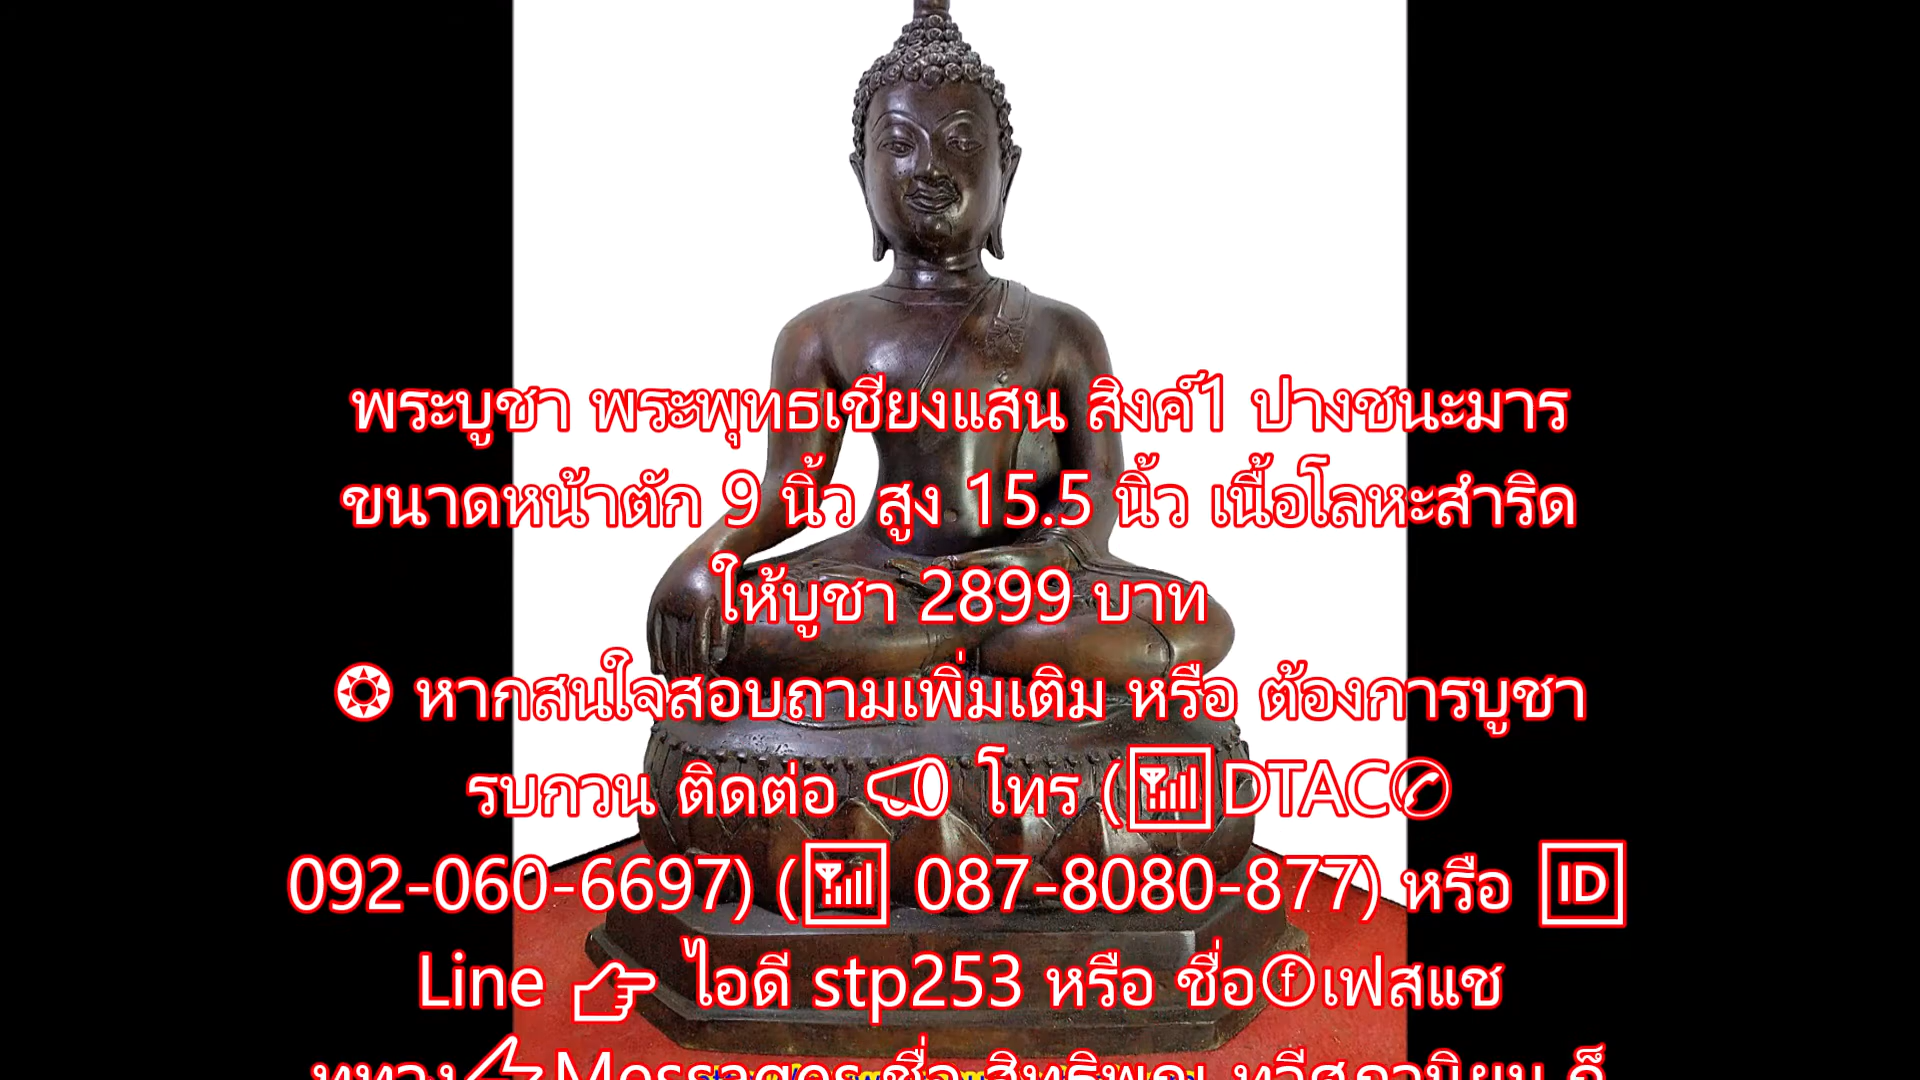 พระบูชา พระพุทธเชียงแสน สิงค์1 ปางชนะมาร
ขนาดหน้าตัก 9 นิ้ว สูง 15.5 นิ้ว เนื้อโลหะสำริด
ให้บูชา 2899 บาท
❂ หากสนใจสอบถามเพิ่มเติม หรือ ต้องการบูชา
รบกวน ติดต่อ 📢 โทร (📶DTAC✆
092-060-6697) (📶 087-8080-877) หรือ 🆔
Line 👉 ไอดี stp253 หรือ ชื่อⓕเฟสแช